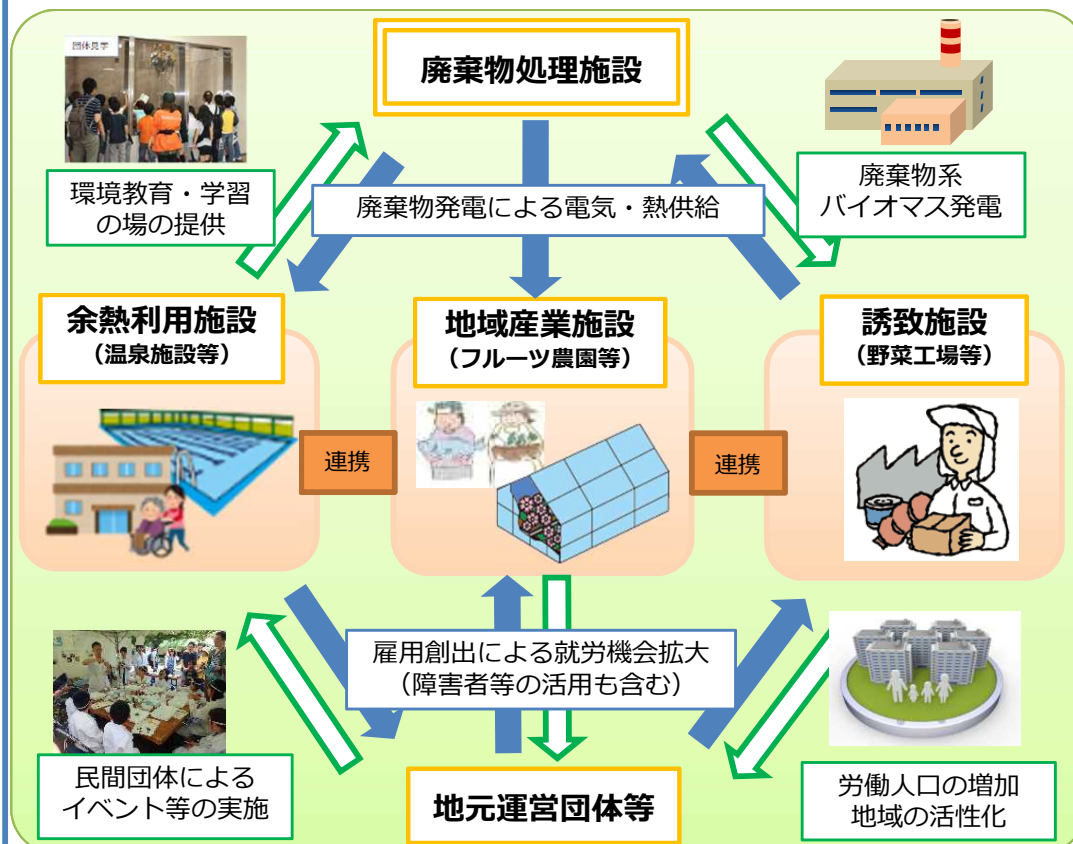 団体見学
廃棄物処理施設
環境教育・学習
の場の提供
廃棄物発電による電気・熱供給
廃棄物系
バイオマス発電
余熱利用施設
（温泉施設等）
地域産業施設
（フルーツ農園等）
誘致施設
（野菜工場等）
連携
連携
雇用創出による就労機会拡大
（障害者等の活用も含む）
民間団体による
イベント等の実施
地元運営団体等
労働人口の増加
地域の活性化